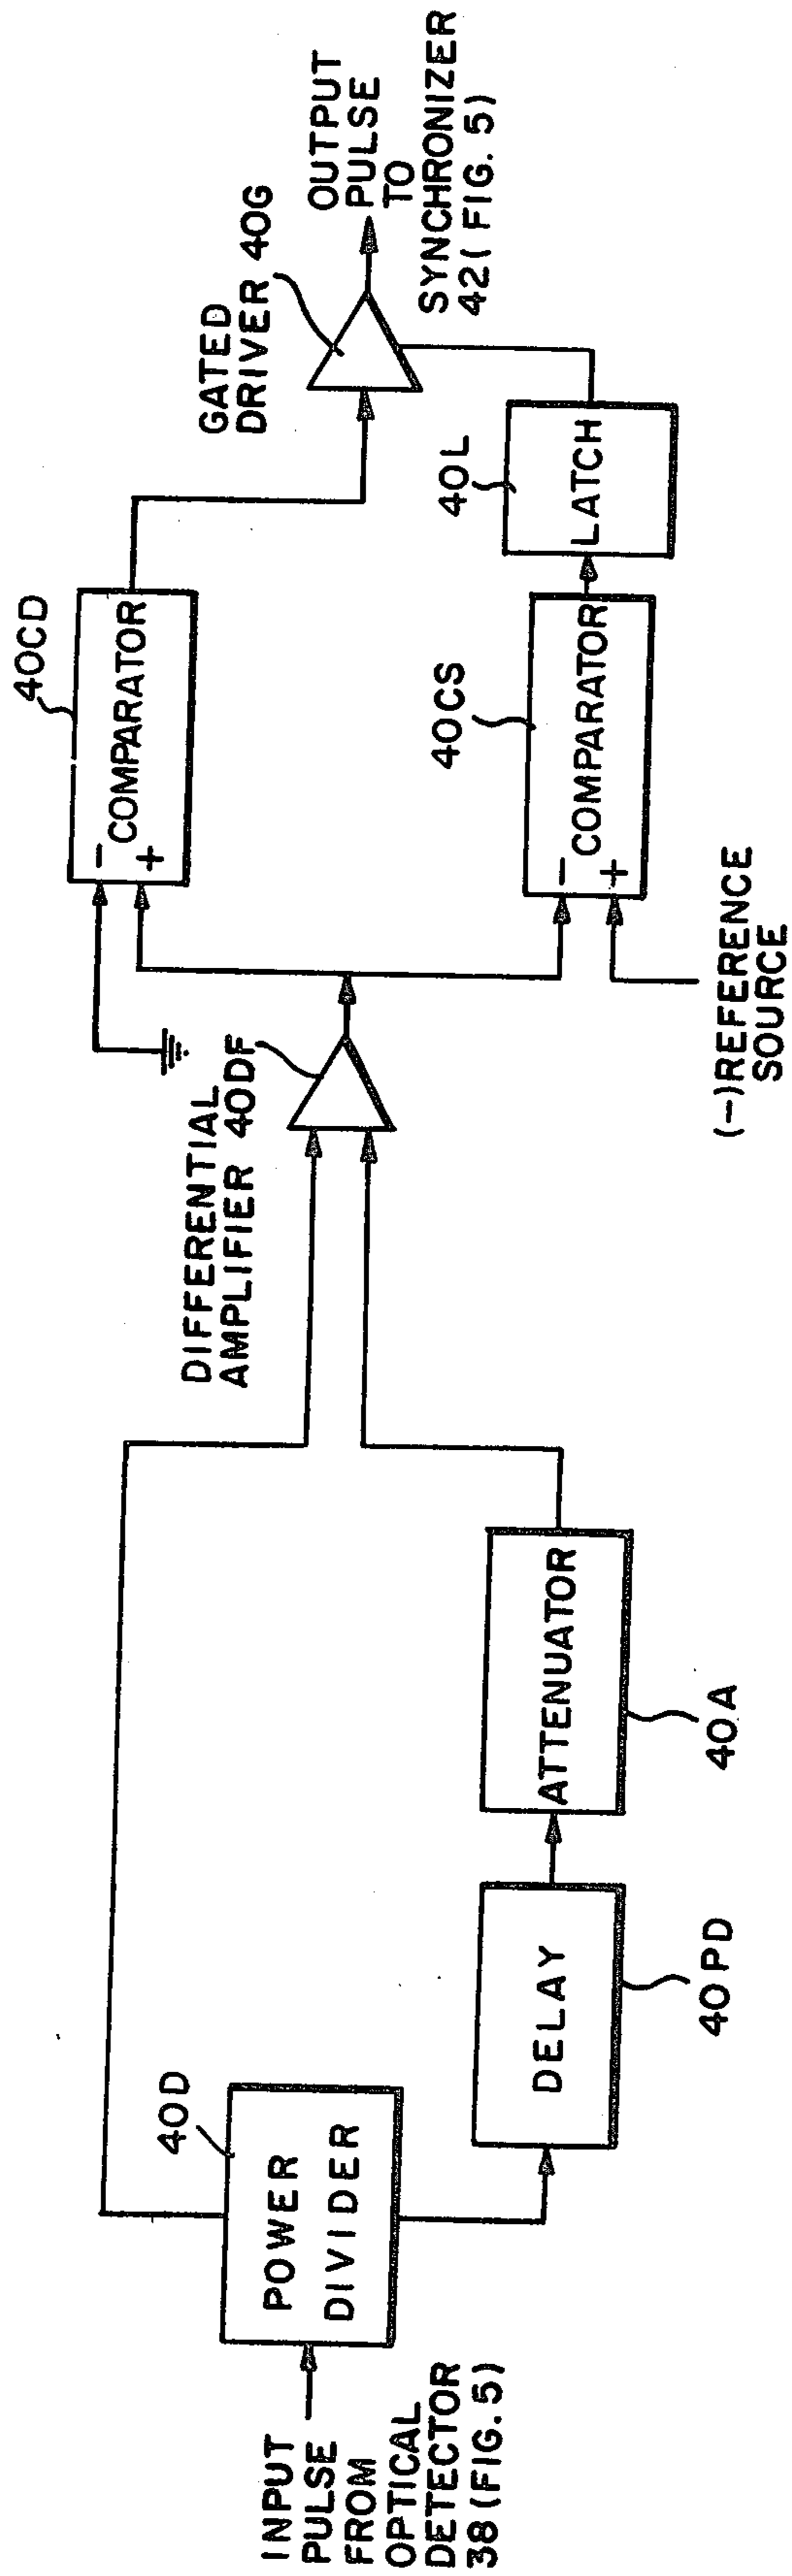 INPUT
PULSE
FROM
OPTICAL
DETECTOR
38 (FIG. 5)
POWER
DIVIDER
40D
DELAY
40PD
ATTENUATOR
40A
DIFFERENTIAL
AMPLIFIER 40DF
-
+
COMPARATOR
40CD
-
+
COMPARATOR
40CS
(-)REFERENCE
SOURCE
LATCH
40L
GATED
DRIVER 40G
OUTPUT
PULSE
TO
SYNCHRONIZER
42( FIG. 5)